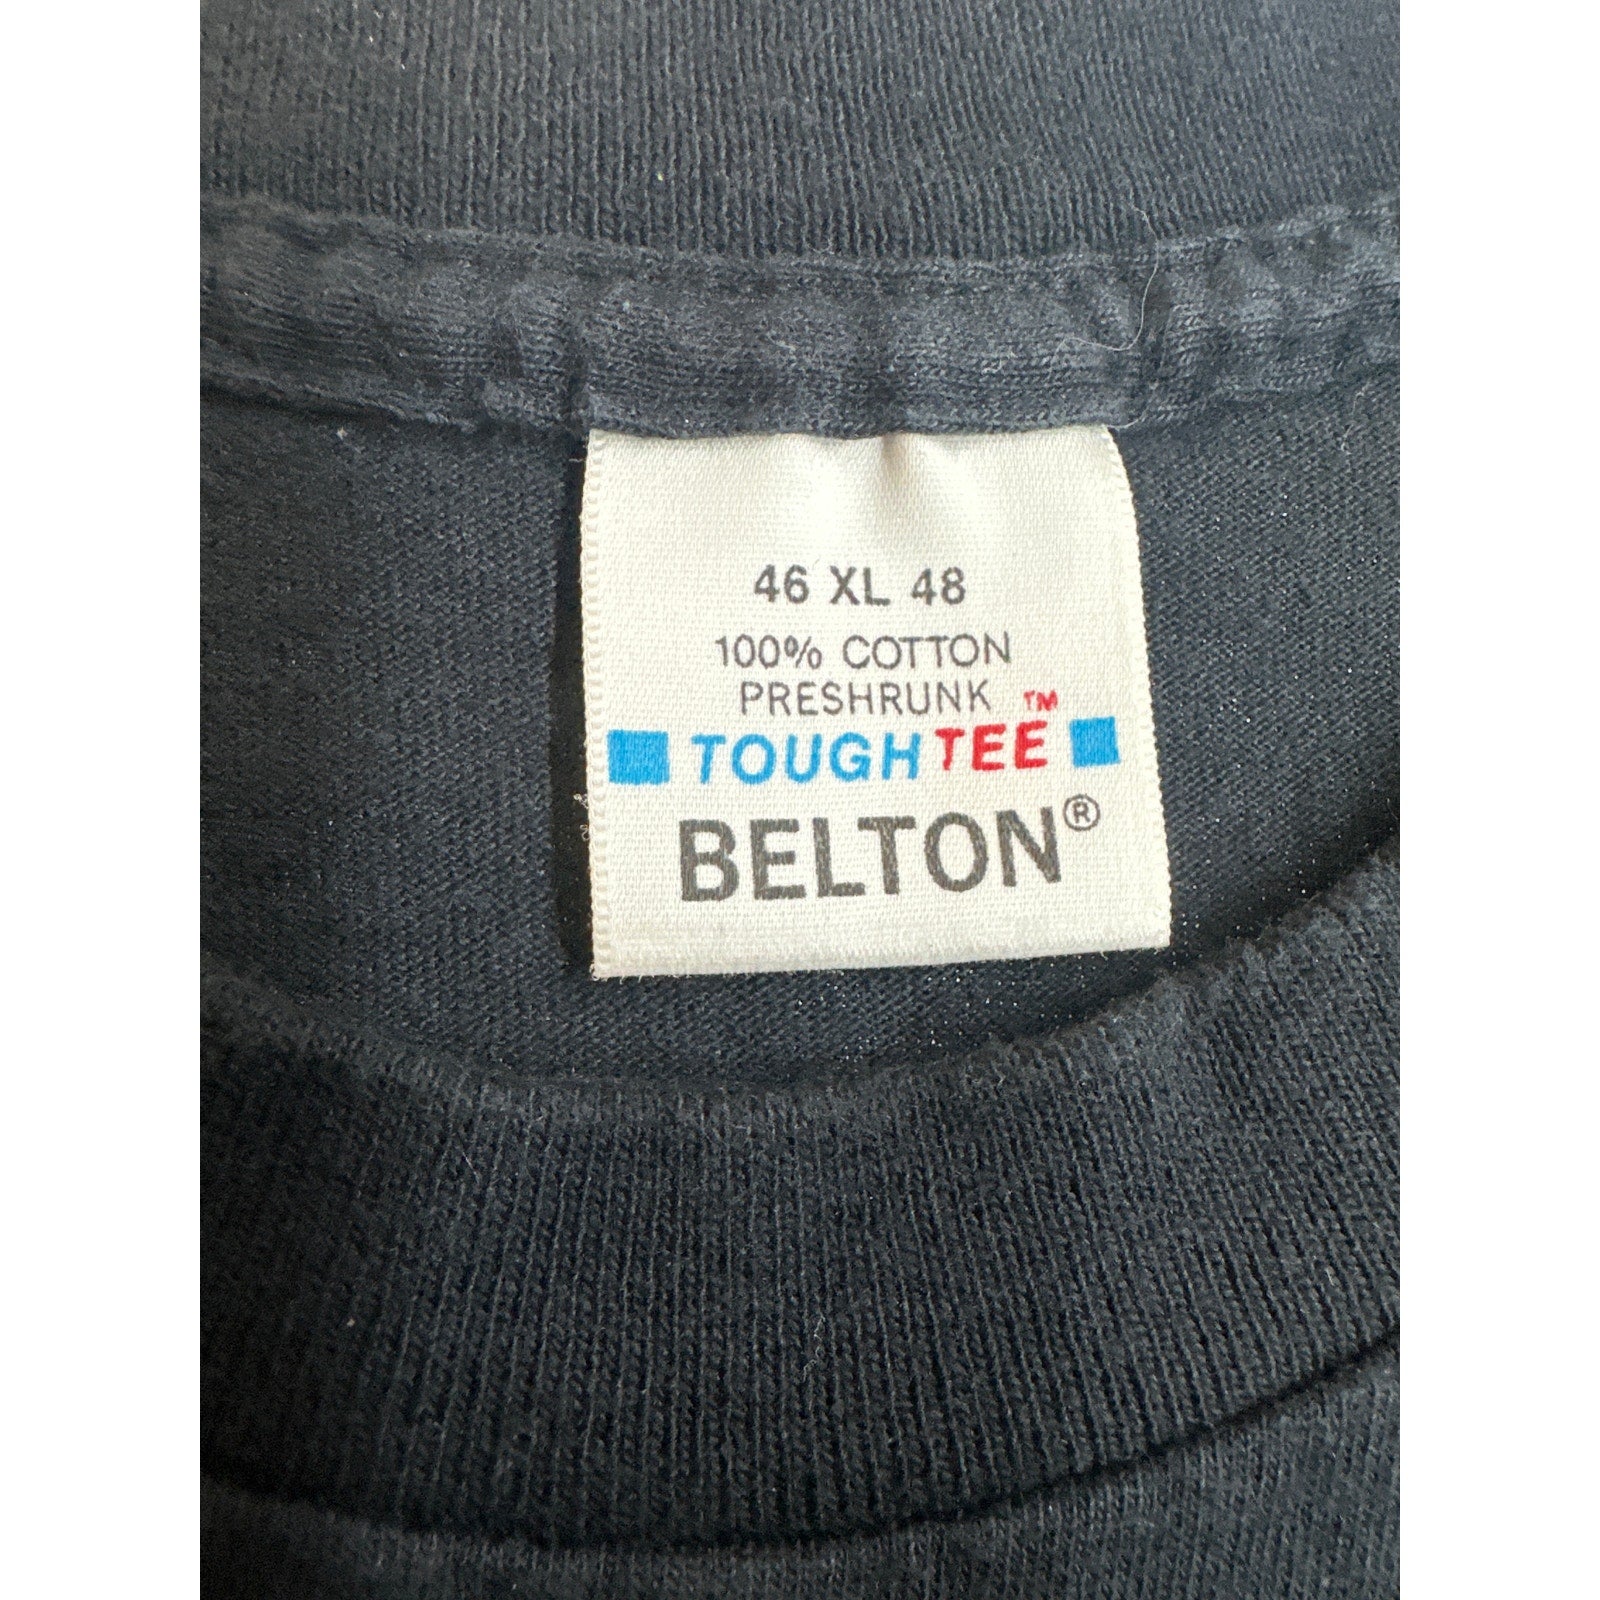 46 XL 48
100% COTTON
PRESHRUNK
TOUGHTEE™
BELTON®